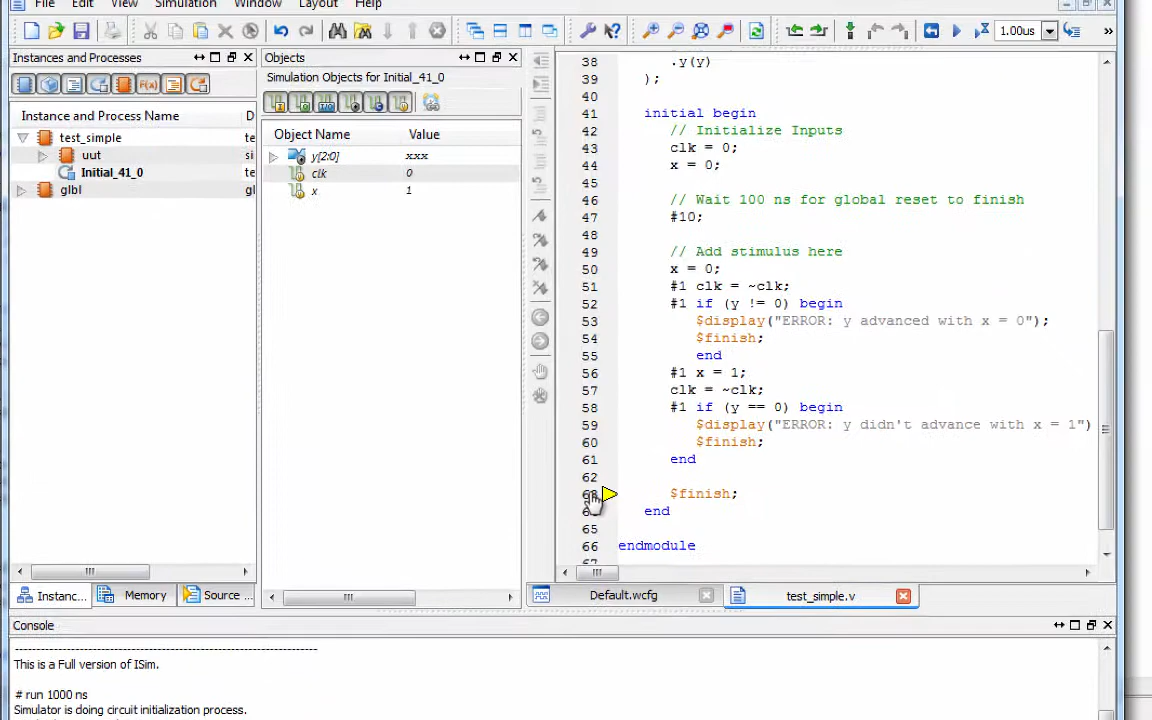 File Edit View Simulation Window Layout Help
1.00us
»
Instances and Processes
Instance and Process Name D
test_simple te
uut si
Initial_41_0 te
glbl gl
Instanc... Memory Source ...
Objects
Simulation Objects for Initial_41_0
Object Name Value
y[2:0] xxx
clk 0
x 1
38 .y(y)
39 );
40
41 initial begin
42 // Initialize Inputs
43 clk = 0;
44 x = 0;
45
46 // Wait 100 ns for global reset to finish
47 #10;
48
49 // Add stimulus here
50 x = 0;
51 #1 clk = ~clk;
52 #1 if (y != 0) begin
53 $display("ERROR: y advanced with x = 0");
54 $finish;
55 end
56 #1 x = 1;
57 clk = ~clk;
58 #1 if (y == 0) begin
59 $display("ERROR: y didn't advance with x = 1")
60 $finish;
61 end
62
$finish;
end
65
66 endmodule
Default.wcfg test_simple.v
Console
This is a Full version of ISim.
# run 1000 ns
Simulator is doing circuit initialization process.